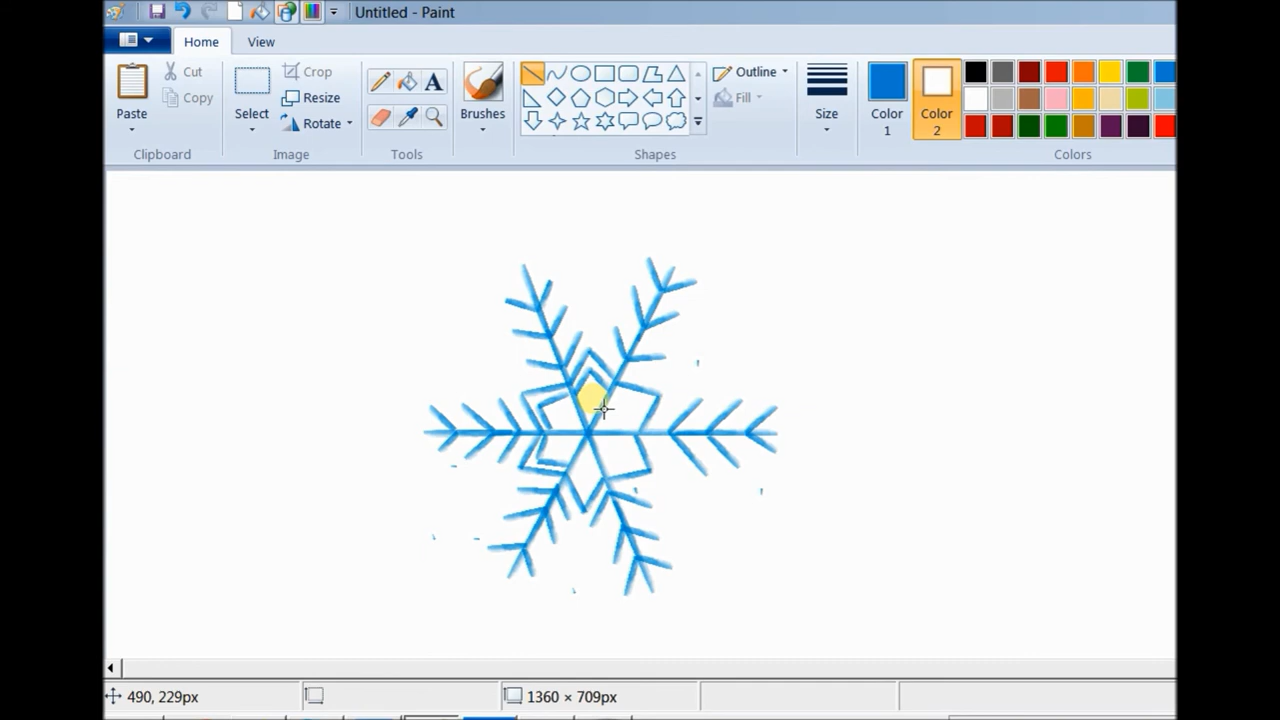 Untitled - Paint
Home View
Paste
Cut
Copy
Clipboard
Select
Crop
Resize
Rotate
Image
A
Tools
Brushes
Outline
Fill
Shapes
Size
Color 1
Color 2
Colors
490, 229px
1360 × 709px